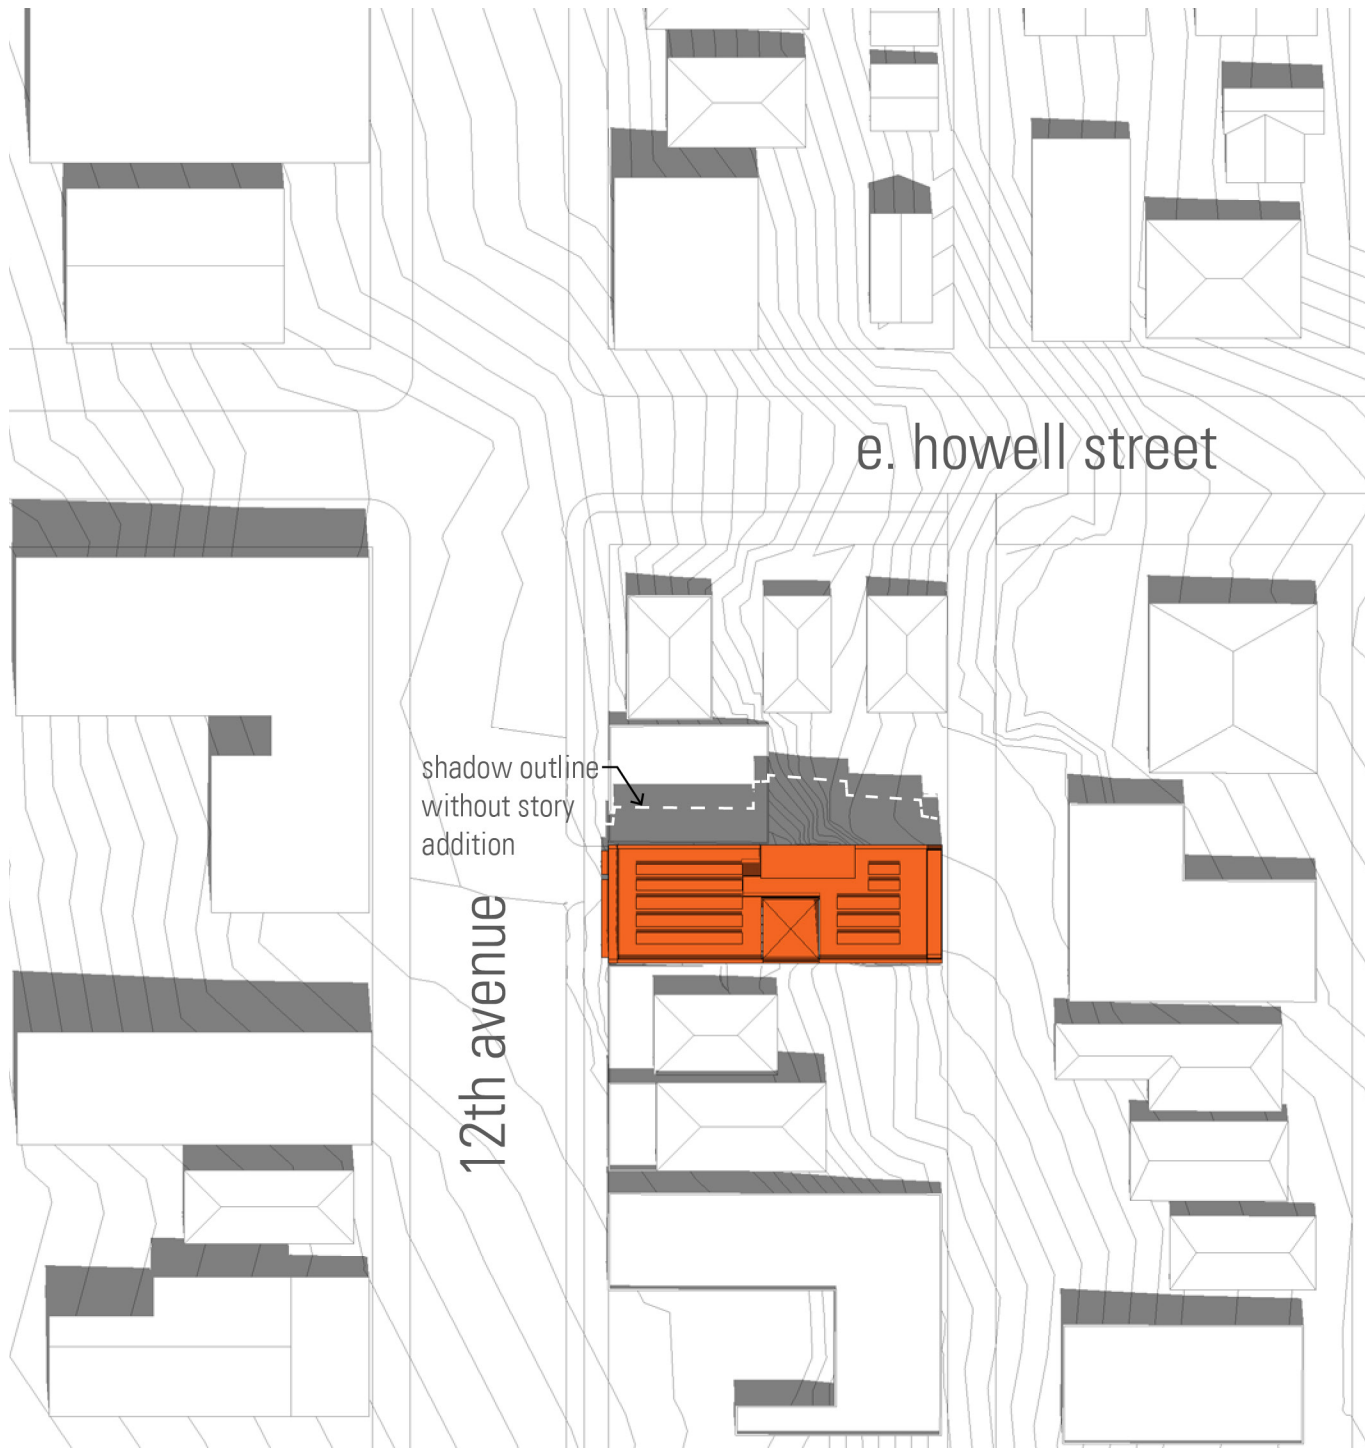 e. howell street
shadow outline
without story
addition
12th avenue